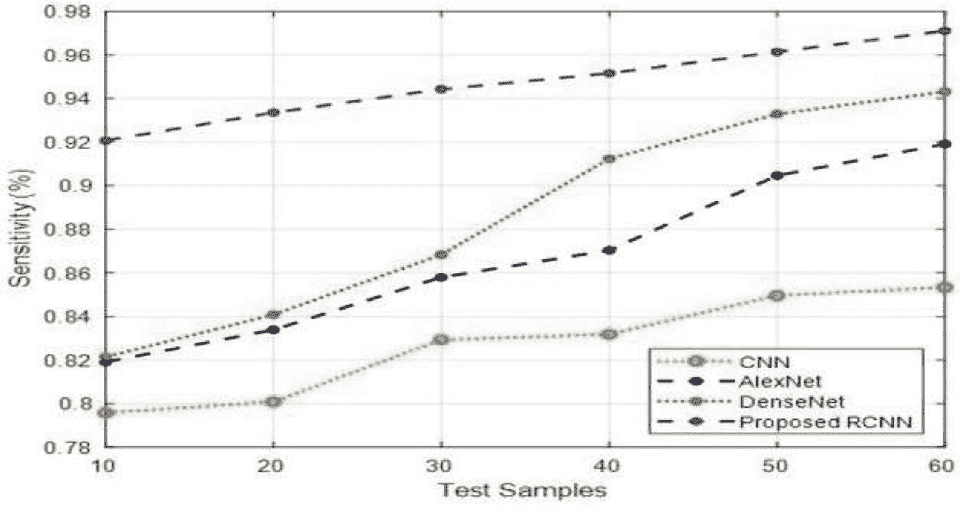 0.98
0.96
0.94
0.92
0.9
0.88
0.86
0.84
0.82
0.8
0.78
Sensitivity (%)
10 20 30 40 50 60
Test Samples
CNN
AlexNet
DenseNet
Proposed RCNN